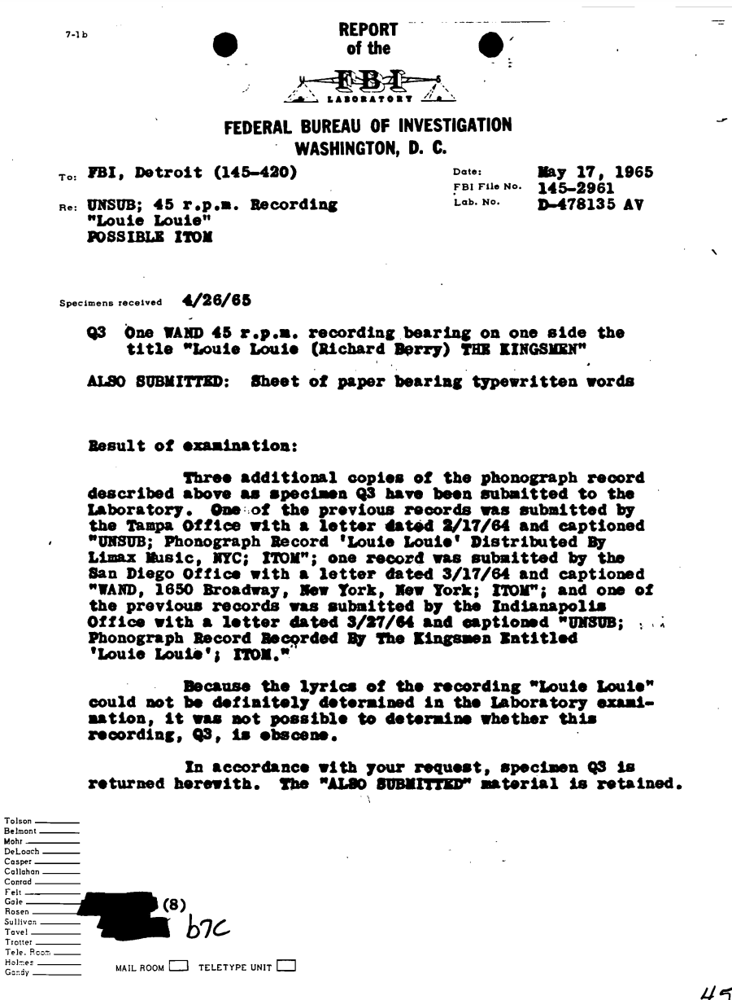 7-1b
REPORT
of the
FBI
LABORATORY
FEDERAL BUREAU OF INVESTIGATION
WASHINGTON, D. C.
To: FBI, Detroit (145-420)
Date: May 17, 1965
FBI File No. 145-2961
Lab. No. D-478135 AV
Re: UNSUB; 45 r.p.m. Recording
"Louie Louie"
POSSIBLE ITOM
Specimens received 4/26/65
Q3 One WAND 45 r.p.m. recording bearing on one side the
title "Louie Louie (Richard Berry) THE KINGSMEN"
ALSO SUBMITTED: Sheet of paper bearing typewritten words
Result of examination:
Three additional copies of the phonograph record
described above as specimen Q3 have been submitted to the
Laboratory. One of the previous records was submitted by
the Tampa Office with a letter dated 2/17/64 and captioned
"UNSUB; Phonograph Record 'Louie Louie' Distributed By
Limax Music, NYC; ITOM"; one record was submitted by the
San Diego Office with a letter dated 3/17/64 and captioned
"WAND, 1650 Broadway, New York, New York; ITOM"; and one of
the previous records was submitted by the Indianapolis
Office with a letter dated 3/27/64 and captioned "UNSUB;
Phonograph Record Recorded By The Kingsmen Entitled
'Louie Louie'; ITOM."
Because the lyrics of the recording "Louie Louie"
could not be definitely determined in the Laboratory exami-
nation, it was not possible to determine whether this
recording, Q3, is obscene.
In accordance with your request, specimen Q3 is
returned herewith. The "ALSO SUBMITTED" material is retained.
Tolson
Belmont
Mohr
DeLoach
Casper
Callahan
Conrad
Felt
Gale
Rosen
Sullivan
Tavel
Trotter
Tele. Room
Holmes
Gandy
(8)
b7C
MAIL ROOM TELETYPE UNIT
45